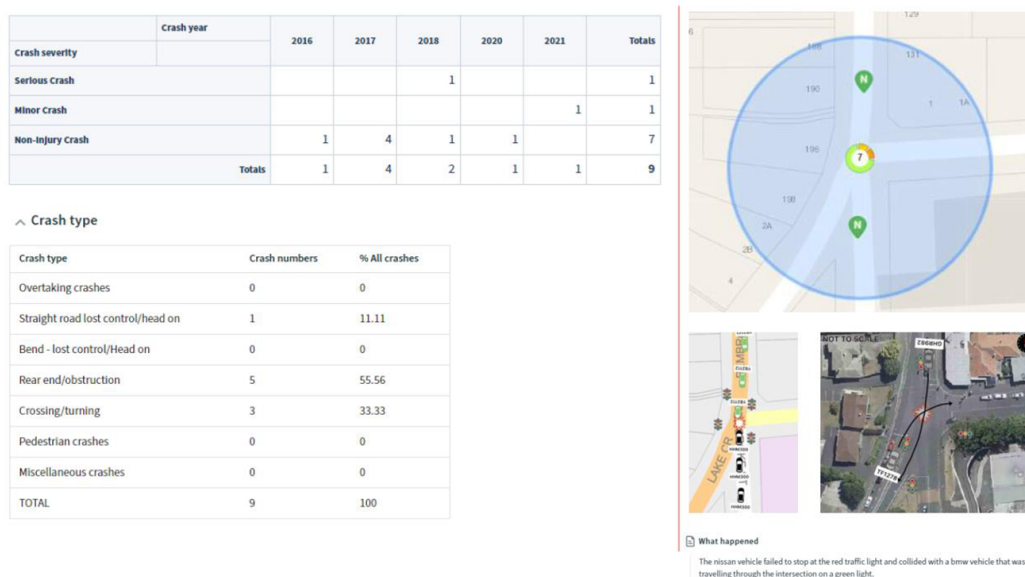 Crash year
Crash severity 2016 2017 2018 2020 2021 Totals
Serious Crash 1 1
Minor Crash 1 1
Non-Injury Crash 1 4 1 1 7
Totals 1 4 2 1 1 9
Crash type
Crash type Crash numbers % All crashes
Overtaking crashes 0 0
Straight road lost control/head on 1 11.11
Bend - lost control/Head on 0 0
Rear end/obstruction 5 55.56
Crossing/turning 3 33.33
Pedestrian crashes 0 0
Miscellaneous crashes 0 0
TOTAL 9 100
129
131
190
N
1 1A
196
7
198
2A
N
2B
4
LAKE CR
NOT TO SCALE
What happened
The nissan vehicle failed to stop at the red traffic light and collided with a bmw vehicle that was
travelling through the intersection on a green light.